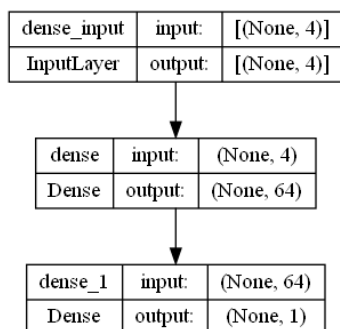 dense_input input: [(None, 4)]
InputLayer output: [(None, 4)]
dense input: (None, 4)
Dense output: (None, 64)
dense_1 input: (None, 64)
Dense output: (None, 1)